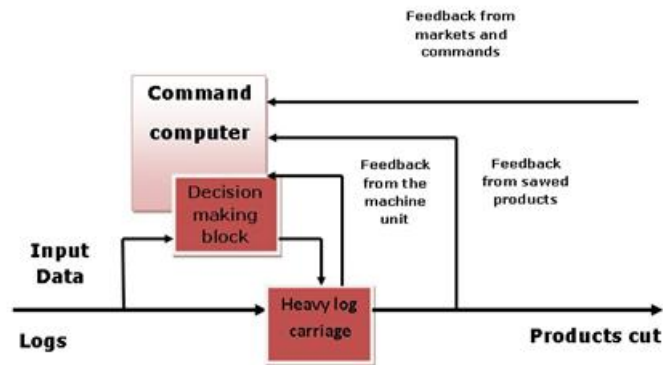 Feedback from
markets and
commands
Command
computer
Feedback
from the
machine
unit
Feedback
from sawed
products
Decision
making
block
Input
Data
Heavy log
carriage
Logs
Products cut